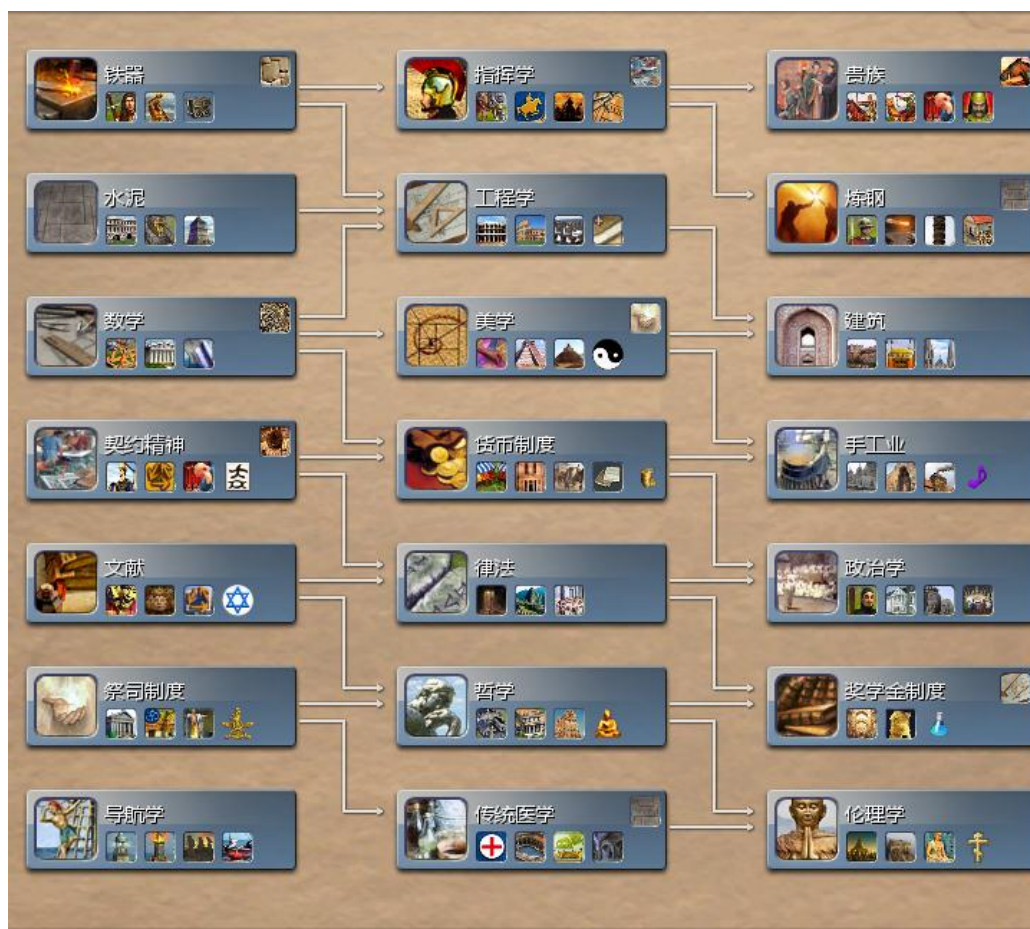 铁器
指挥学
贵族
水泥
工程学
炼钢
数学
美学
建筑
契约精神
货币制度
手工业
文献
律法
政治学
祭司制度
哲学
奖学金制度
导航学
传统医学
伦理学